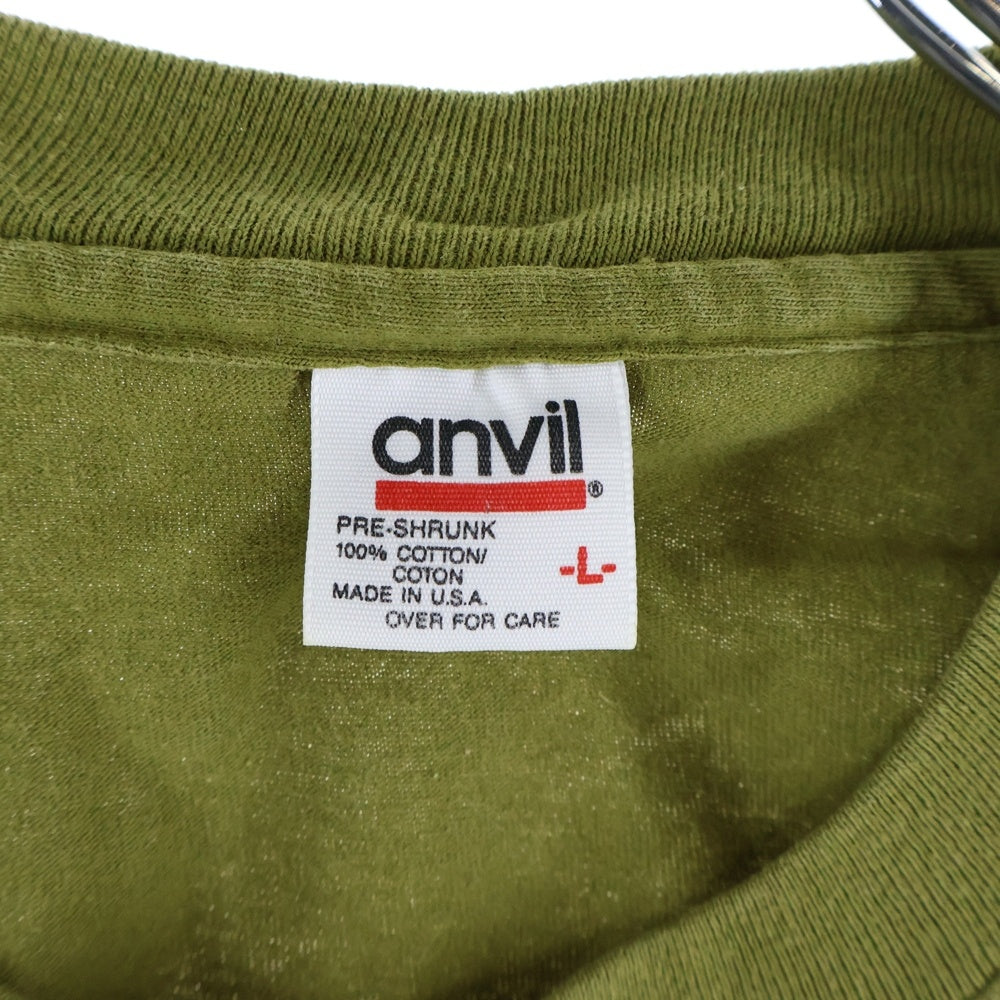 anvil®
PRE-SHRUNK
100% COTTON/
COTON
-L-
MADE IN U.S.A.
OVER FOR CARE